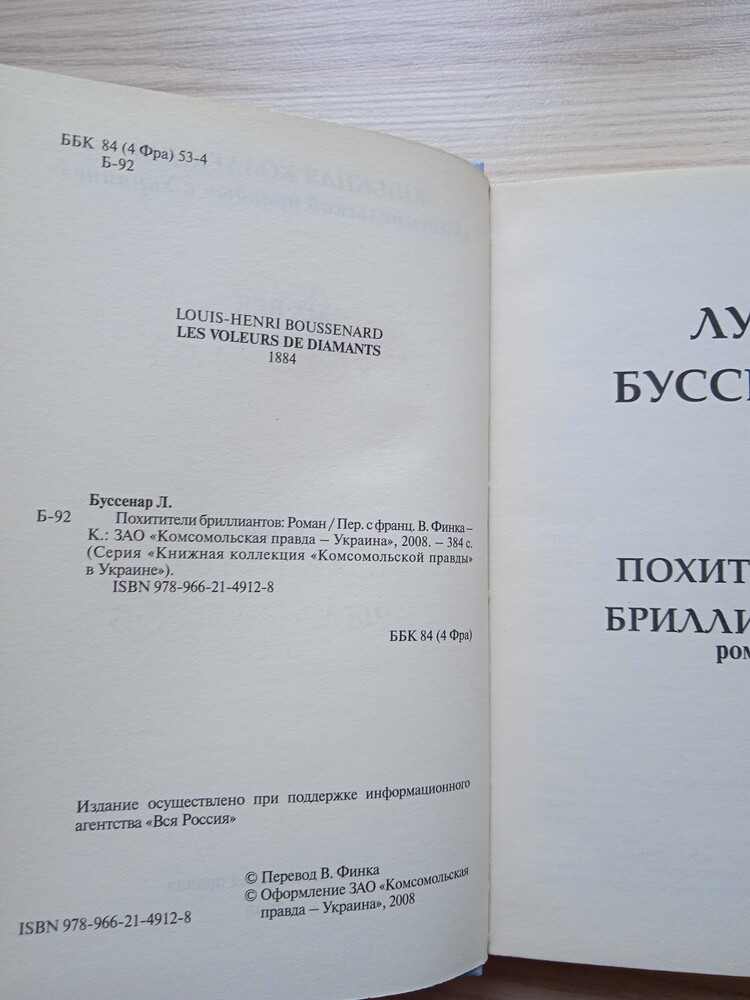 ББК 84 (4 Фра) 53-4
Б-92
LOUIS-HENRI BOUSSENARD
LES VOLEURS DE DIAMANTS
1884
Буссенар Л.
Б-92 Похитители бриллиантов: Роман / Пер. с франц. В. Финка –
К.: ЗАО «Комсомольская правда – Украина», 2008. – 384 с.
(Серия «Книжная коллекция «Комсомольской правды»
в Украине»).
ISBN 978-966-21-4912-8
ББК 84 (4 Фра)
Издание осуществлено при поддержке информационного
агентства «Вся Россия»
© Перевод В. Финка
© Оформление ЗАО «Комсомольская
правда – Украина», 2008
ISBN 978-966-21-4912-8
ЛУ
БУССЕ
ПОХИТ
БРИЛЛИ
ром